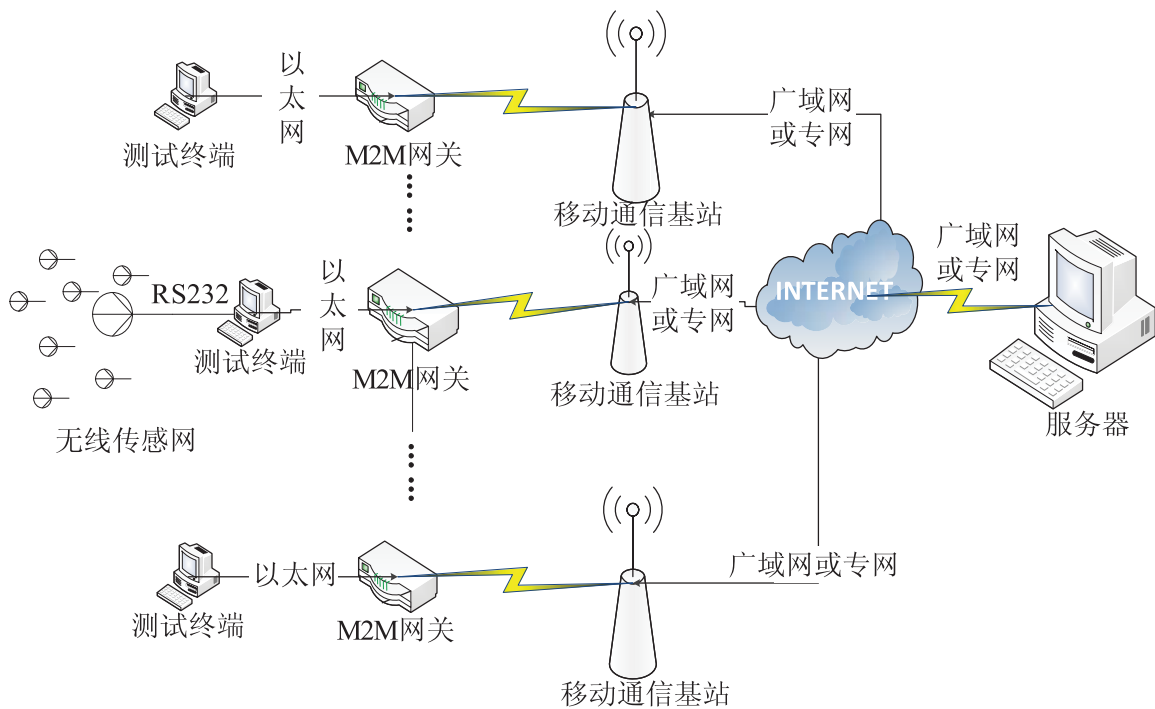 以
太
网
测试终端
M2M网关
移动通信基站
广域网
或专网
无线传感网
RS232
测试终端
以
太
网
M2M网关
移动通信基站
广域网
或专网
INTERNET
广域网
或专网
服务器
测试终端
以太网
M2M网关
移动通信基站
广域网或专网